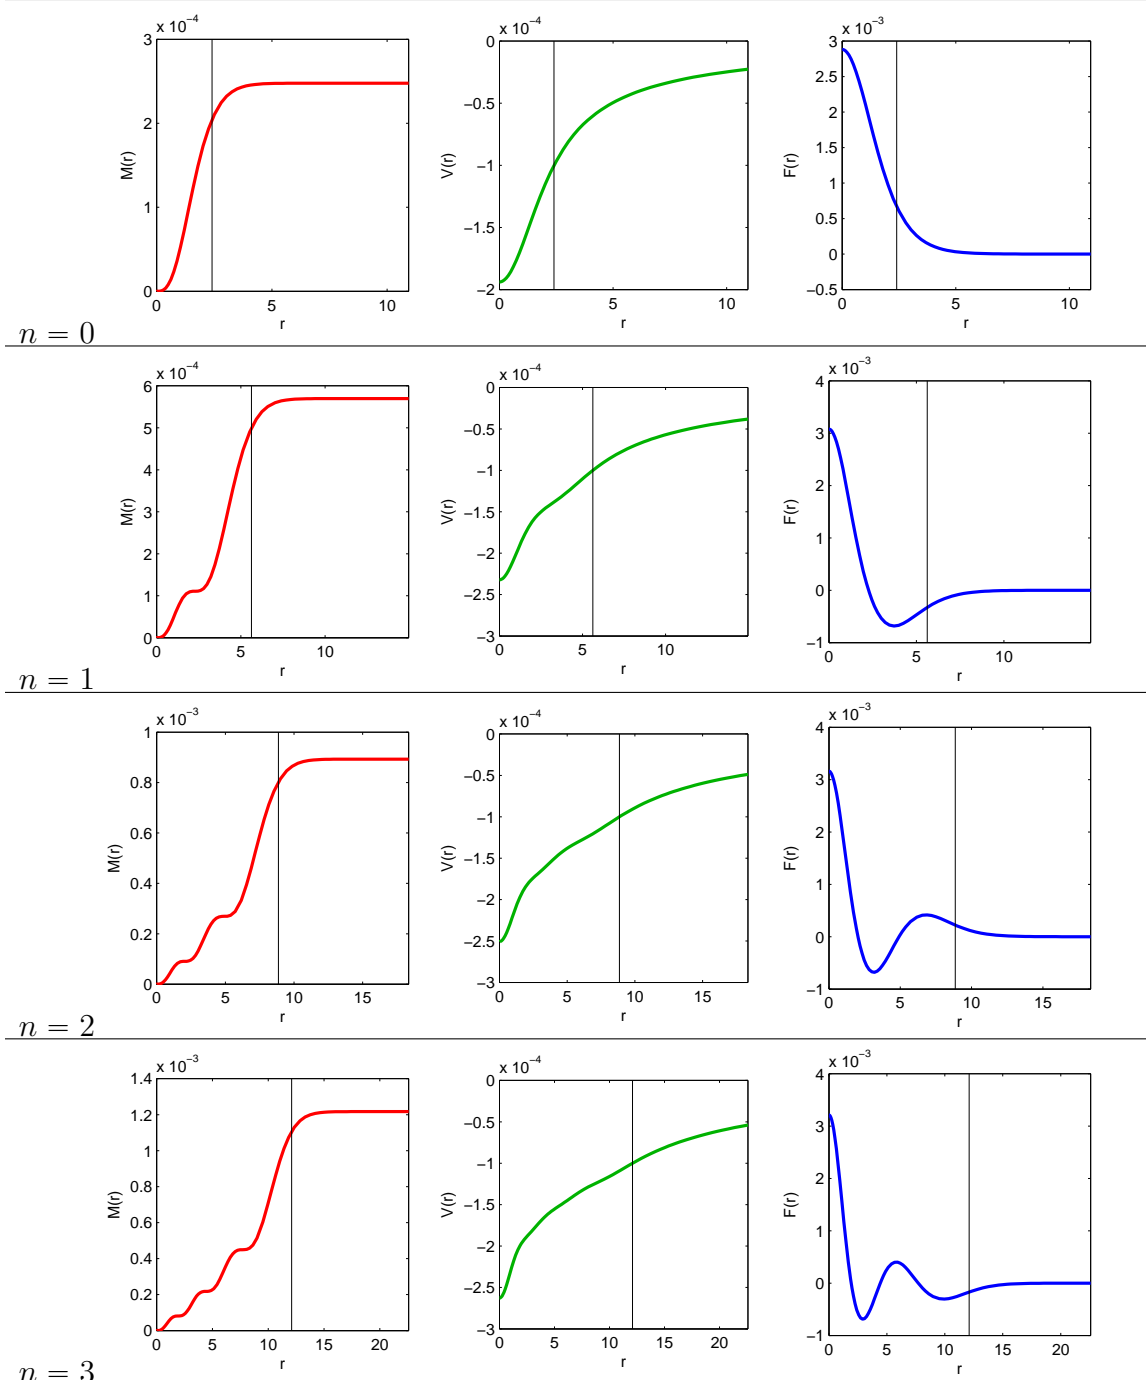 x 10⁻⁴
3
2
1
0
0 5 10
M(r)
r
x 10⁻⁴
0
−0.5
−1
−1.5
−2
0 5 10
V(r)
r
x 10⁻³
3
2.5
2
1.5
1
0.5
0
−0.5
0 5 10
F(r)
r
n = 0
x 10⁻⁴
6
5
4
3
2
1
0
0 5 10
M(r)
r
x 10⁻⁴
0
−0.5
−1
−1.5
−2
−2.5
−3
0 5 10
V(r)
r
x 10⁻³
4
3
2
1
0
−1
0 5 10
F(r)
r
n = 1
x 10⁻³
1
0.8
0.6
0.4
0.2
0
0 5 10 15
M(r)
r
x 10⁻⁴
0
−0.5
−1
−1.5
−2
−2.5
−3
0 5 10 15
V(r)
r
x 10⁻³
4
3
2
1
0
−1
0 5 10 15
F(r)
r
n = 2
x 10⁻³
1.4
1.2
1
0.8
0.6
0.4
0.2
0
0 5 10 15 20
M(r)
r
x 10⁻⁴
0
−0.5
−1
−1.5
−2
−2.5
−3
0 5 10 15 20
V(r)
r
x 10⁻³
4
3
2
1
0
−1
0 5 10 15 20
F(r)
r
n = 3